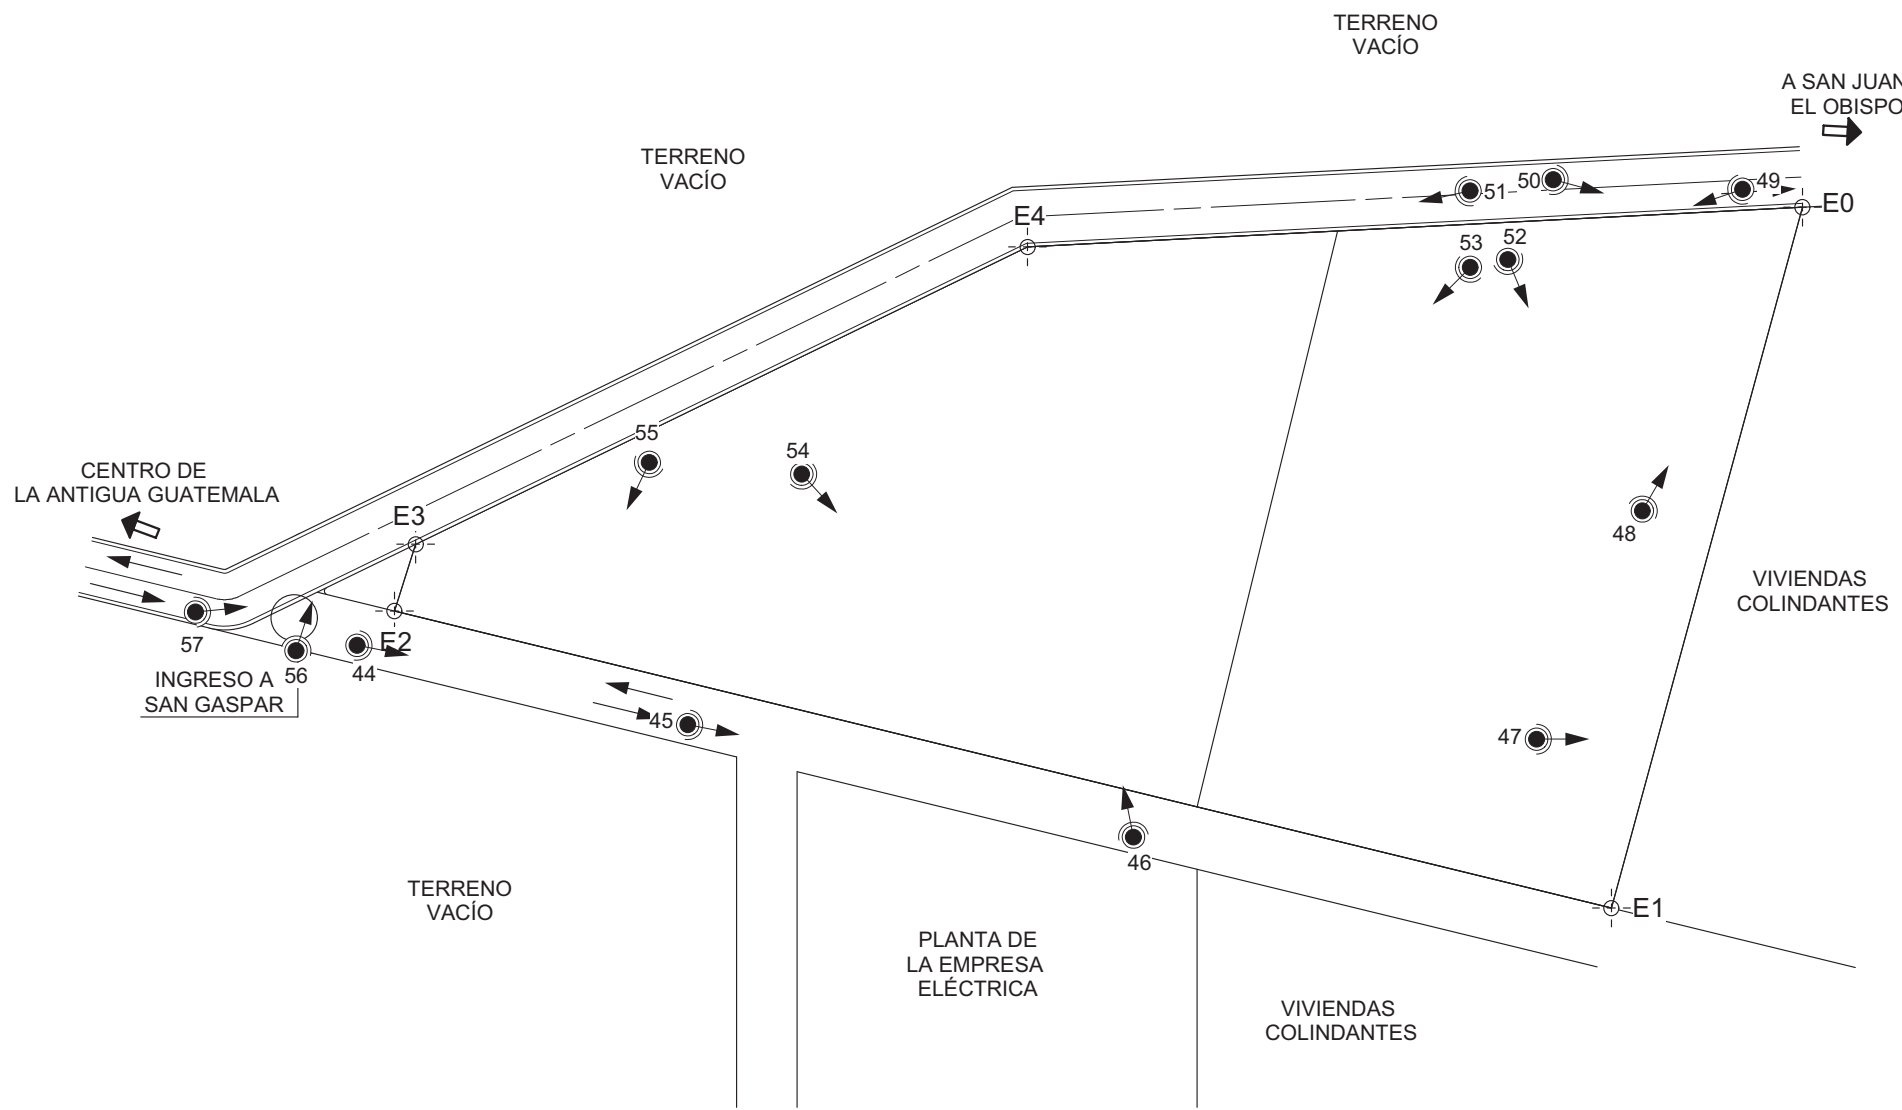 TERRENO
VACÍO
A SAN JUAN
EL OBISPO
TERRENO
VACÍO
50
49
51
E0
E4
53
52
55
54
CENTRO DE
LA ANTIGUA GUATEMALA
E3
48
VIVIENDAS
COLINDANTES
57
E2
56
44
INGRESO A
SAN GASPAR
45
47
46
TERRENO
VACÍO
E1
PLANTA DE
LA EMPRESA
ELÉCTRICA
VIVIENDAS
COLINDANTES